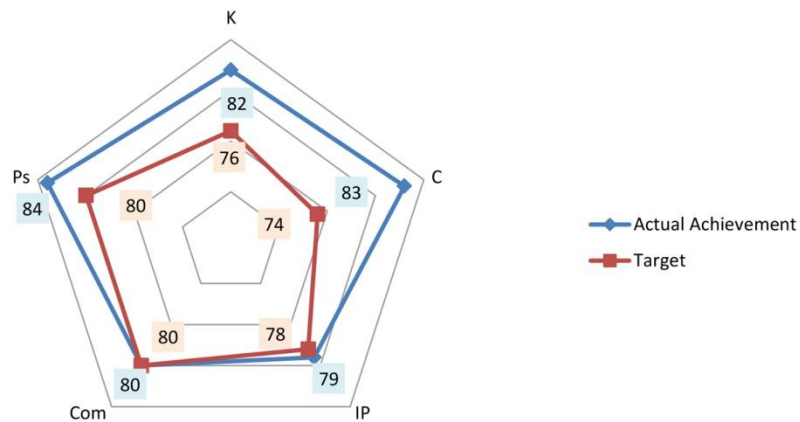 K
82
76
Ps
C
83
80
84
74
Actual Achievement
Target
80
78
80
79
Com
IP